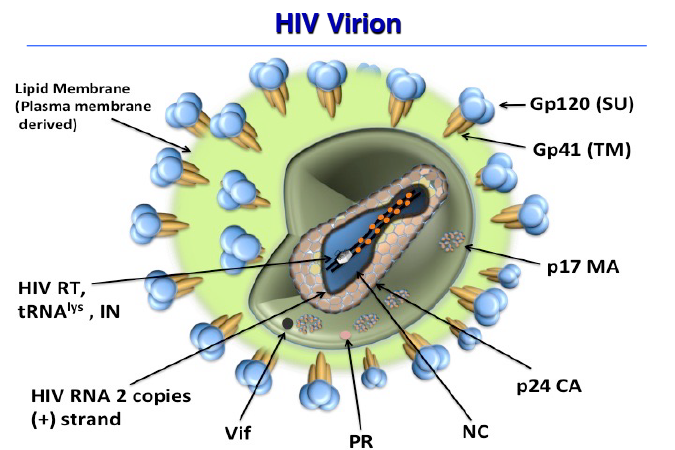 HIV Virion
Lipid Membrane
(Plasma membrane
derived)
Gp120 (SU)
Gp41 (TM)
p17 MA
HIV RT,
tRNAlys , IN
p24 CA
HIV RNA 2 copies
(+) strand
Vif
PR
NC